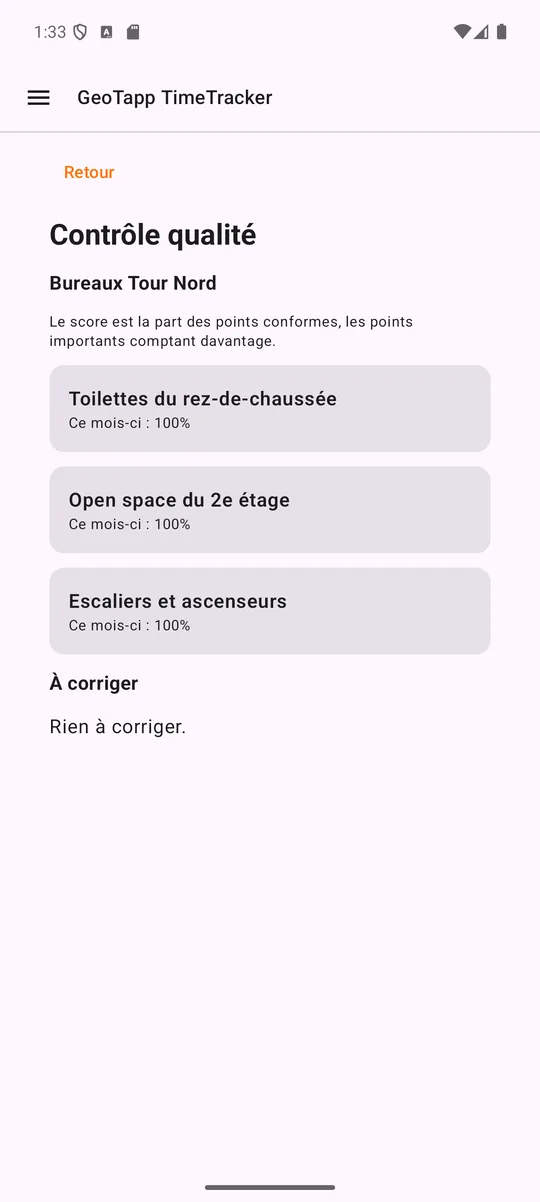 1:33
GeoTapp TimeTracker
Retour
Contrôle qualité
Bureaux Tour Nord
Le score est la part des points conformes, les points
importants comptant davantage.
Toilettes du rez-de-chaussée
Ce mois-ci : 100%
Open space du 2e étage
Ce mois-ci : 100%
Escaliers et ascenseurs
Ce mois-ci : 100%
À corriger
Rien à corriger.